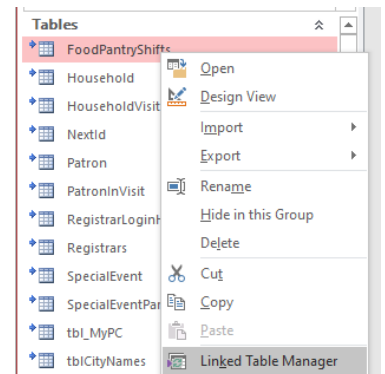 Tables
FoodPantryShifts
Household
Open
HouseholdVisit
Design View
NextId
Import
Patron
Export
PatronInVisit
Rename
RegistrarLogin
Hide in this Group
Registrars
Delete
SpecialEvent
Cut
SpecialEventPar
Copy
tbl_MyPC
Paste
tblCityNames
Linked Table Manager